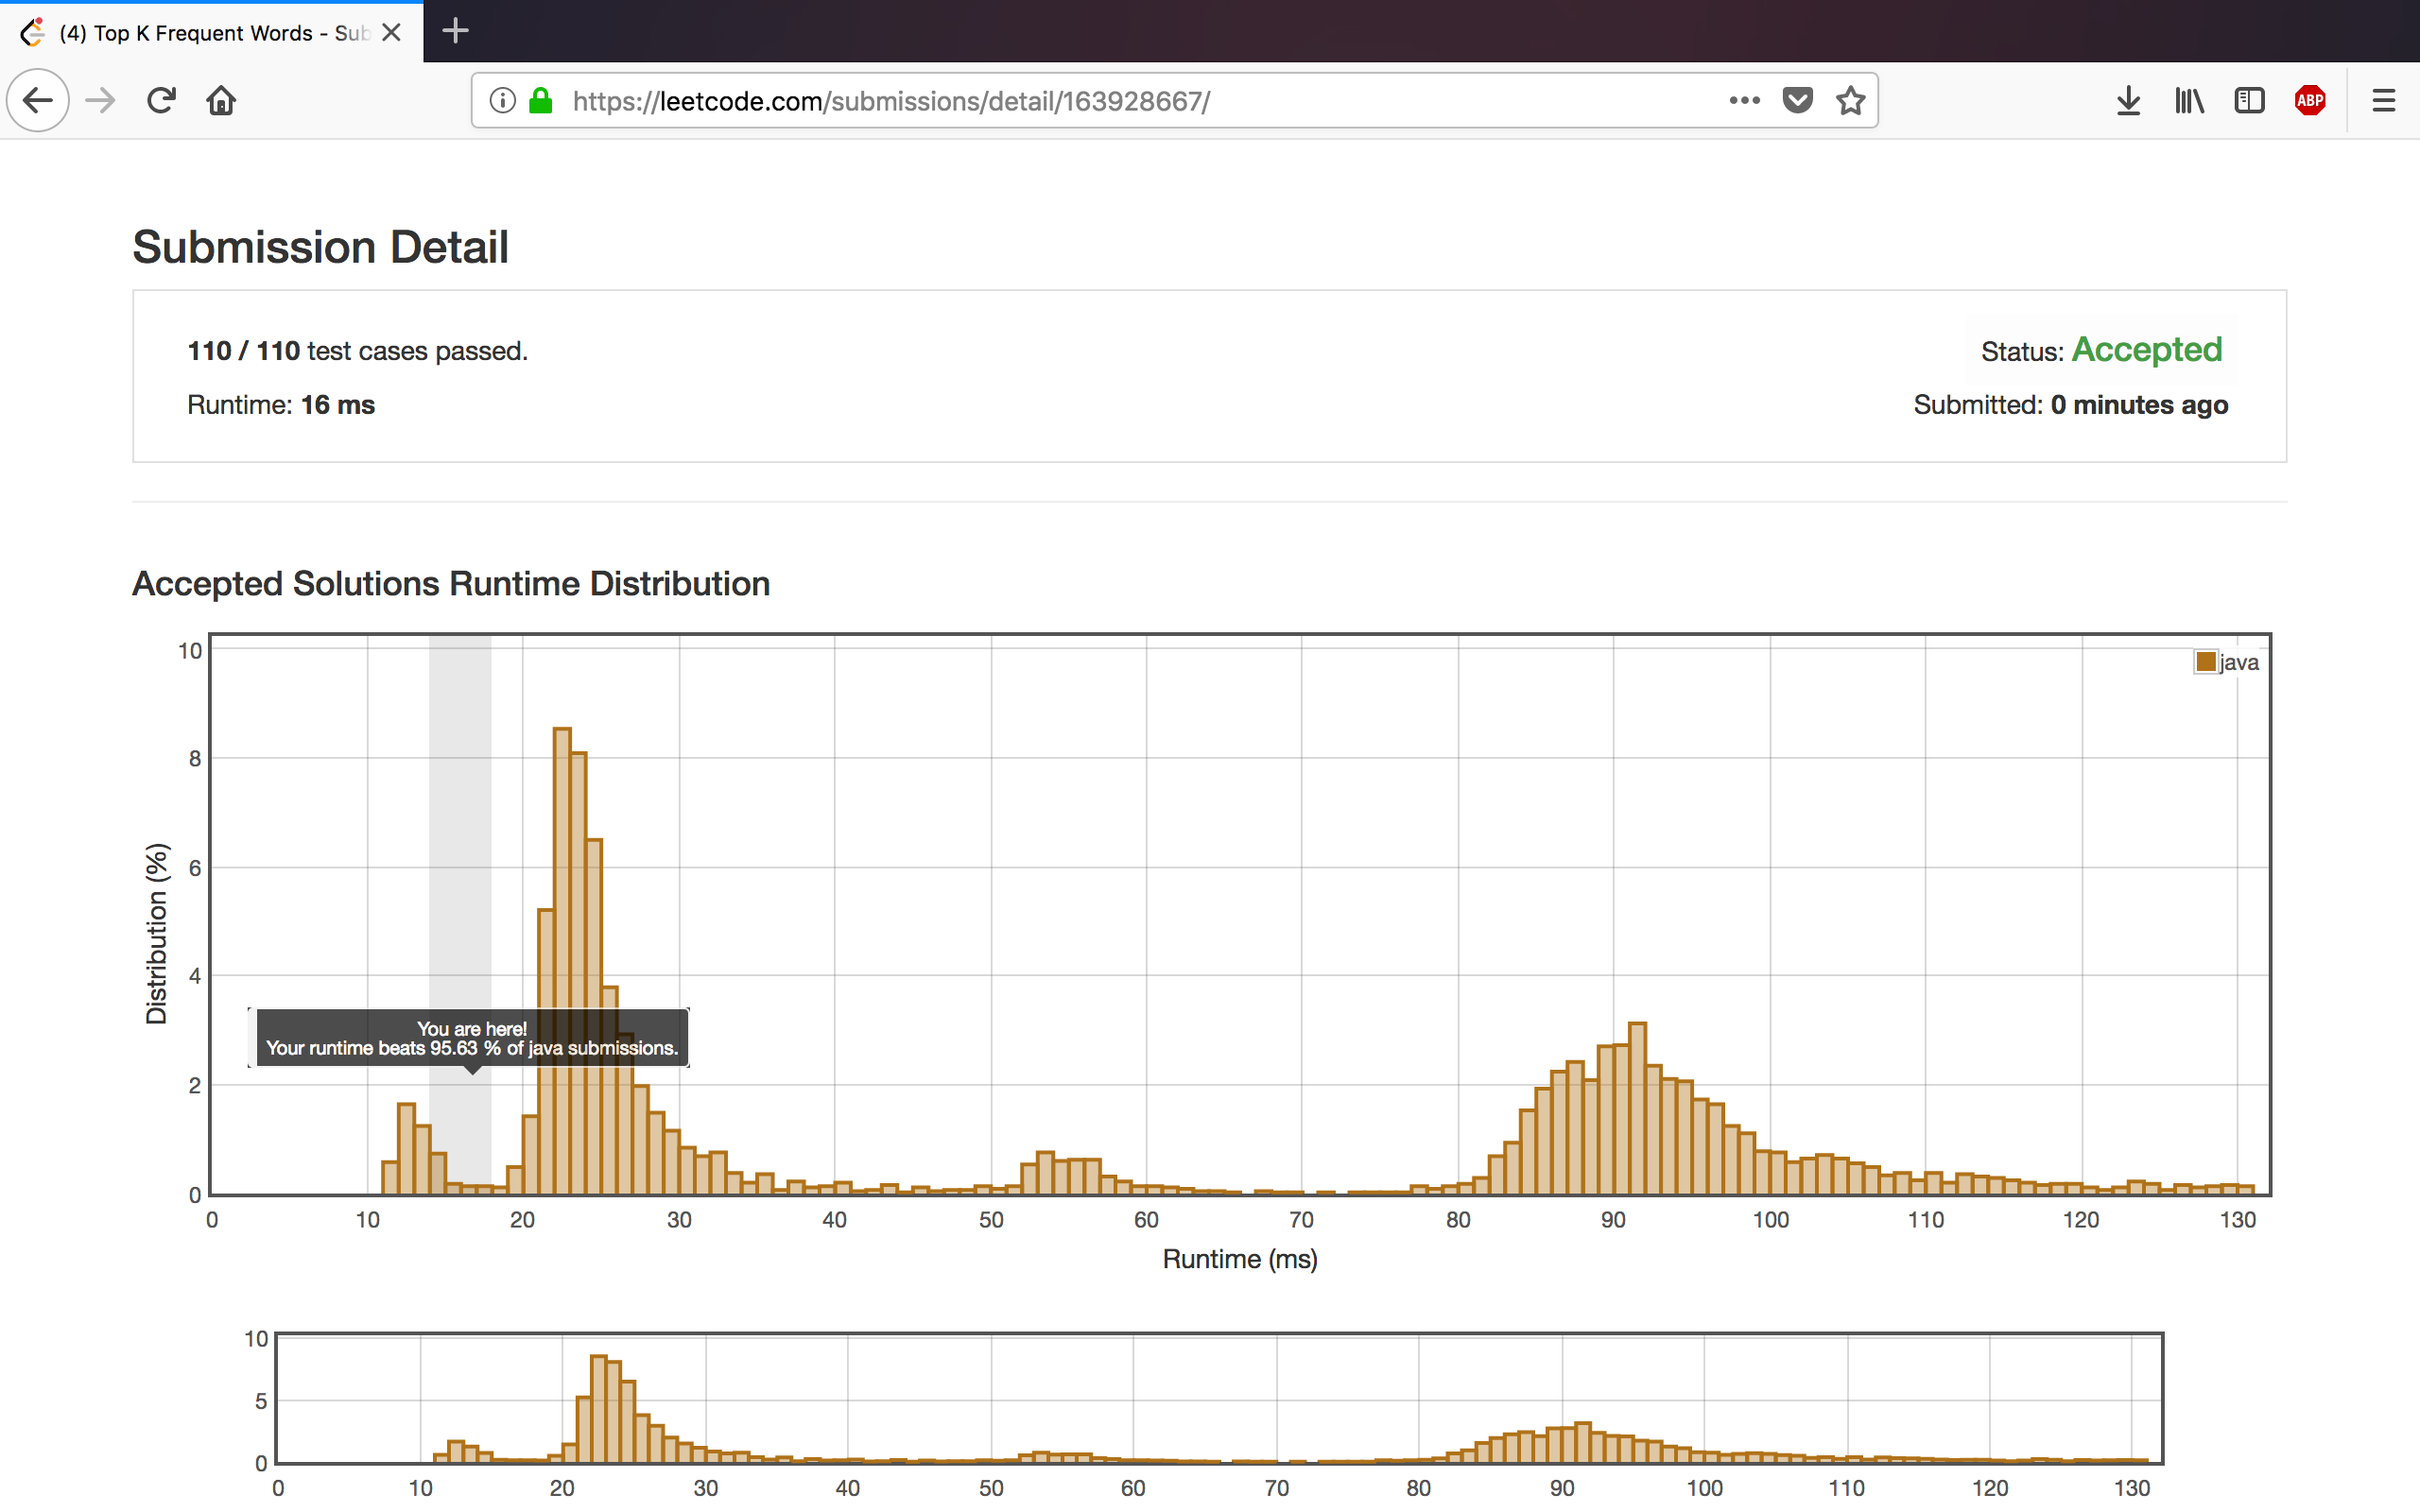 (4) Top K Frequent Words - Sub
https://leetcode.com/submissions/detail/163928667/
ABP
Submission Detail
110 / 110 test cases passed.
Status: Accepted
Runtime: 16 ms
Submitted: 0 minutes ago
Accepted Solutions Runtime Distribution
java
10
8
6
4
2
0
Distribution (%)
You are here!
Your runtime beats 95.63 % of java submissions.
0 10 20 30 40 50 60 70 80 90 100 110 120 130
Runtime (ms)
10
5
0
0 10 20 30 40 50 60 70 80 90 100 110 120 130